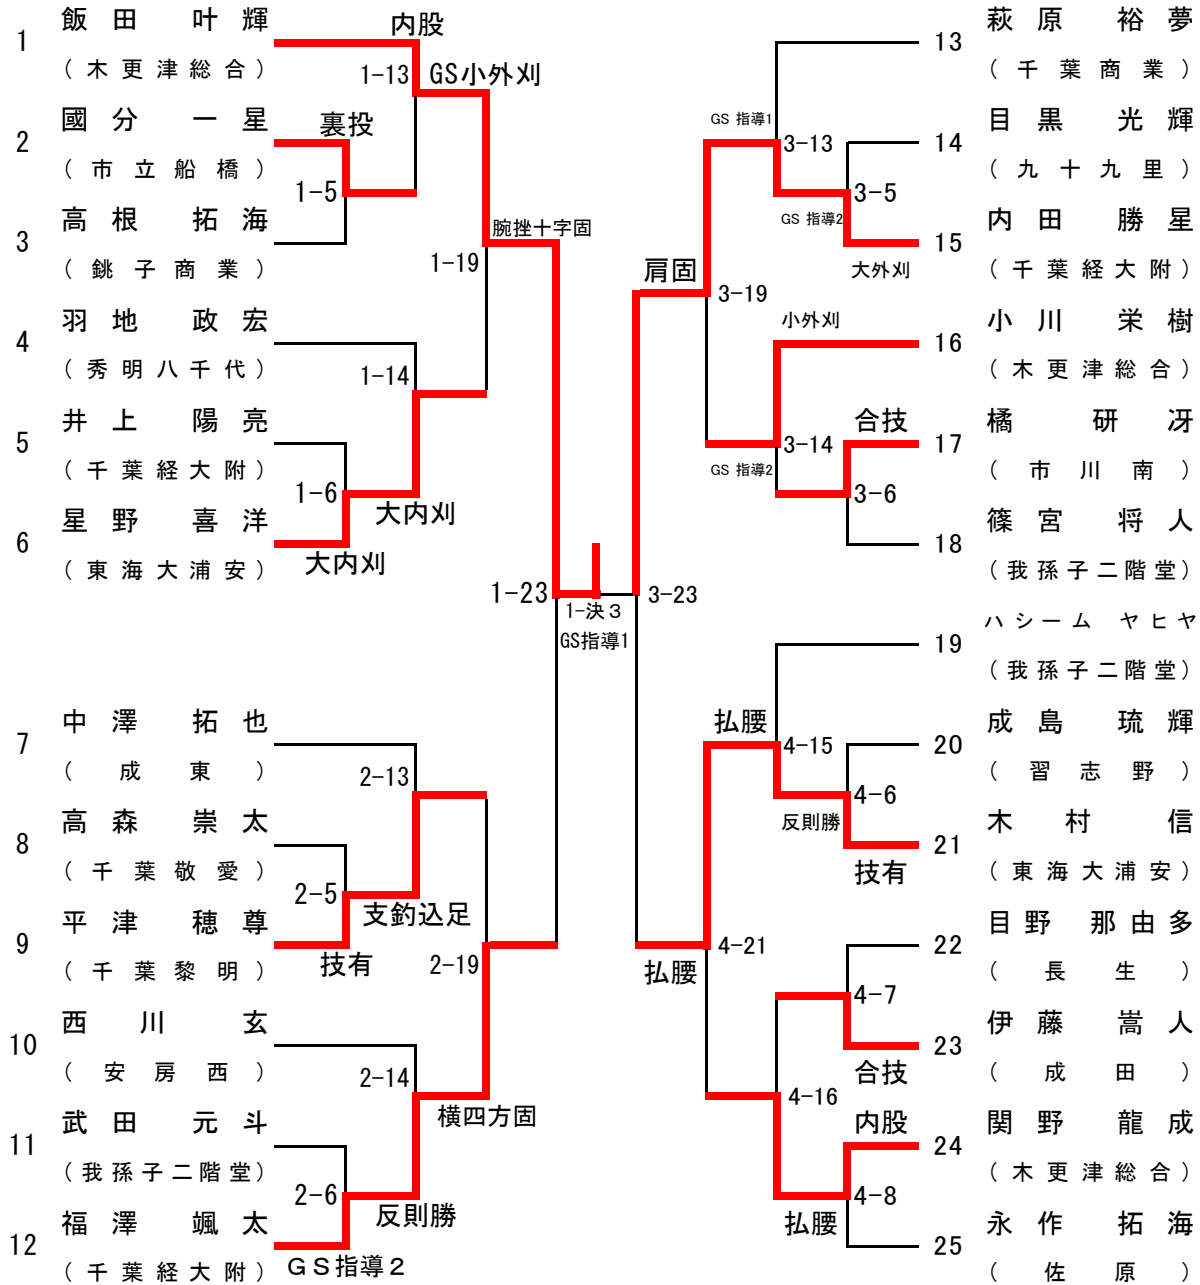 1 飯田 叶輝
(木更津総合)
2 國分 一星
(市立船橋)
3 高根 拓海
(銚子商業)
4 羽地 政宏
(秀明八千代)
5 井上 陽亮
(千葉経大附)
6 星野 喜洋
(東海大浦安)
7 中澤 拓也
(成東)
8 高森 崇太
(千葉敬愛)
9 平津 穂尊
(千葉黎明)
10 西川 玄
(安房西)
11 武田 元斗
(我孫子二階堂)
12 福澤 颯太
(千葉経大附)
内股
1-13
GS小外刈
裏投
1-5
腕挫十字固
1-19
1-14
1-6
大内刈
大内刈
1-23
1-決3
GS指導1
2-13
2-5
支釣込足
技有
2-19
2-14
横四方固
2-6
反則勝
GS指導2
GS 指導1
3-13
3-5
GS 指導2
大外刈
肩固
3-19
小外刈
合技
3-14
GS 指導2
3-6
3-23
払腰
4-15
4-6
反則勝
技有
払腰
4-21
4-7
合技
4-16
内股
4-8
払腰
13 萩原 裕夢
(千葉商業)
14 目黒 光輝
(九十九里)
15 内田 勝星
(千葉経大附)
16 小川 栄樹
(木更津総合)
17 橘 研冴
(市川南)
18 篠宮 将人
(我孫子二階堂)
19 ハシーム ヤヒヤ
(我孫子二階堂)
20 成島 琉輝
(習志野)
21 木村 信
(東海大浦安)
22 目野 那由多
(長生)
23 伊藤 嵩人
(成田)
24 関野 龍成
(木更津総合)
25 永作 拓海
(佐原)